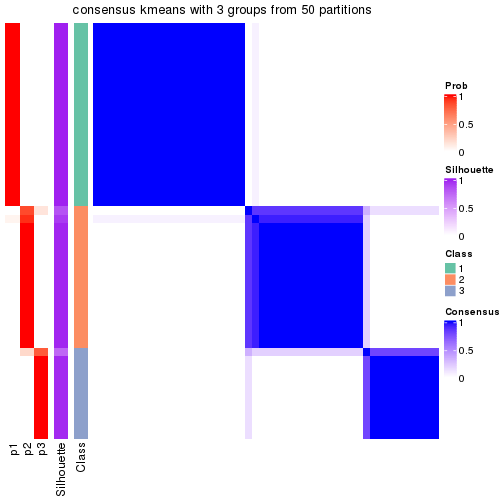 consensus kmeans with 3 groups from 50 partitions
Prob
1
0.5
0
Silhouette
1
0.5
0
Class
1
2
3
Consensus
1
0.5
0
p1
p2
p3
Silhouette
Class